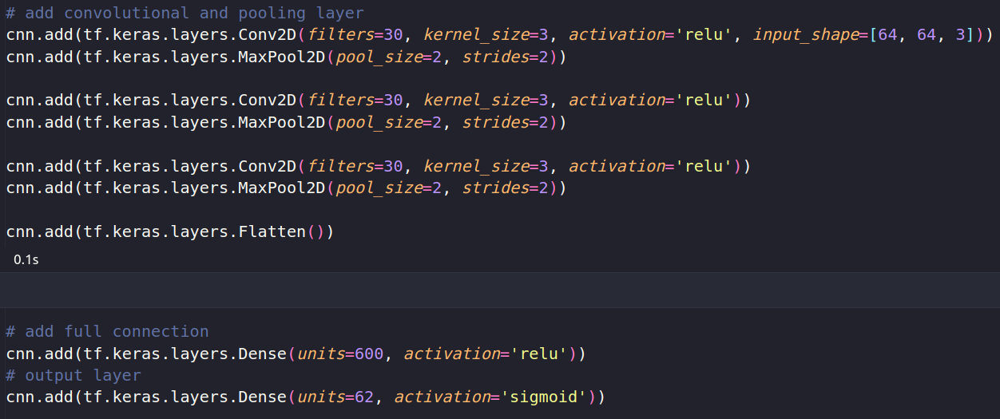 # add convolutional and pooling layer
cnn.add(tf.keras.layers.Conv2D(filters=30, kernel_size=3, activation='relu', input_shape=[64, 64, 3]))
cnn.add(tf.keras.layers.MaxPool2D(pool_size=2, strides=2))
cnn.add(tf.keras.layers.Conv2D(filters=30, kernel_size=3, activation='relu'))
cnn.add(tf.keras.layers.MaxPool2D(pool_size=2, strides=2))
cnn.add(tf.keras.layers.Conv2D(filters=30, kernel_size=3, activation='relu'))
cnn.add(tf.keras.layers.MaxPool2D(pool_size=2, strides=2))
cnn.add(tf.keras.layers.Flatten())
0.1s
# add full connection
cnn.add(tf.keras.layers.Dense(units=600, activation='relu'))
# output layer
cnn.add(tf.keras.layers.Dense(units=62, activation='sigmoid'))